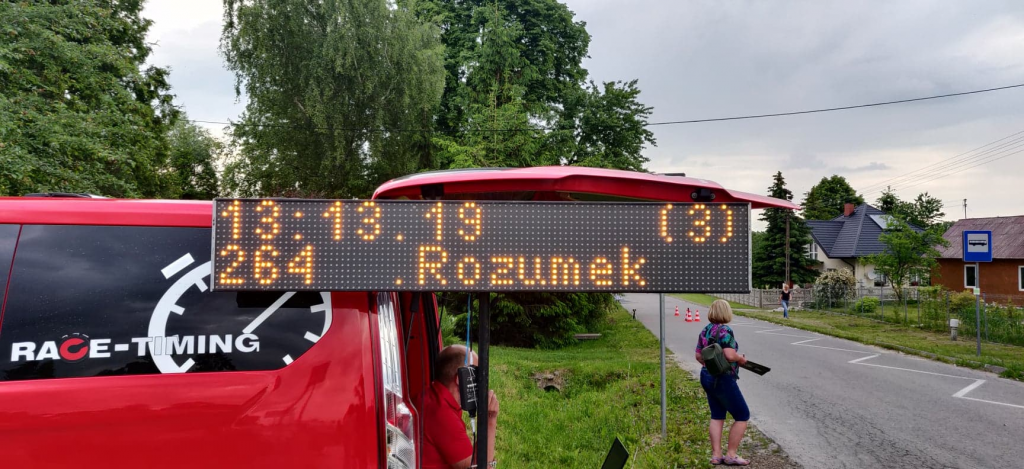 13:13.19 (3)
264 .Rozumek
RACE-TIMING